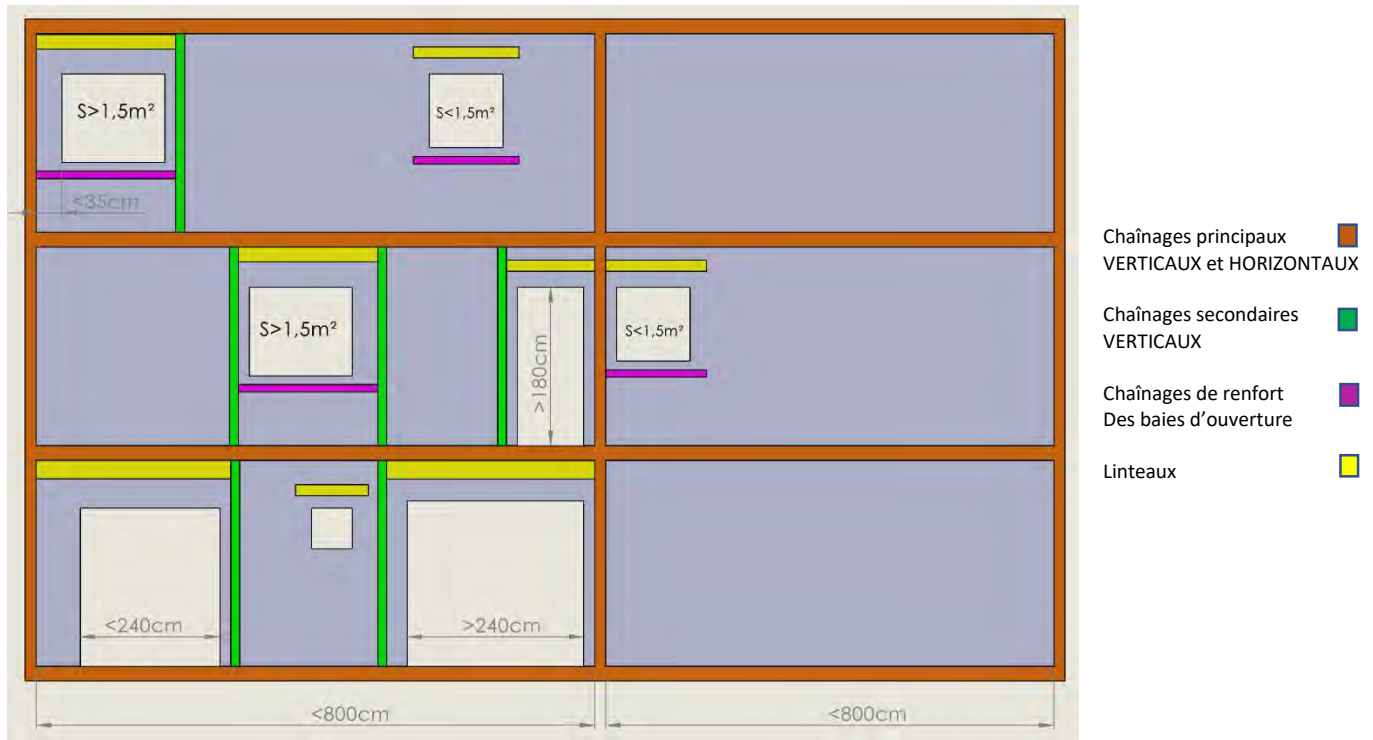 S>1,5m²
S<1,5m²
<35cm
S>1,5m²
>180cm
S<1,5m²
<240cm
>240cm
<800cm
<800cm
Chaînages principaux
VERTICAUX et HORIZONTAUX
Chaînages secondaires
VERTICAUX
Chaînages de renfort
Des baies d’ouverture
Linteaux